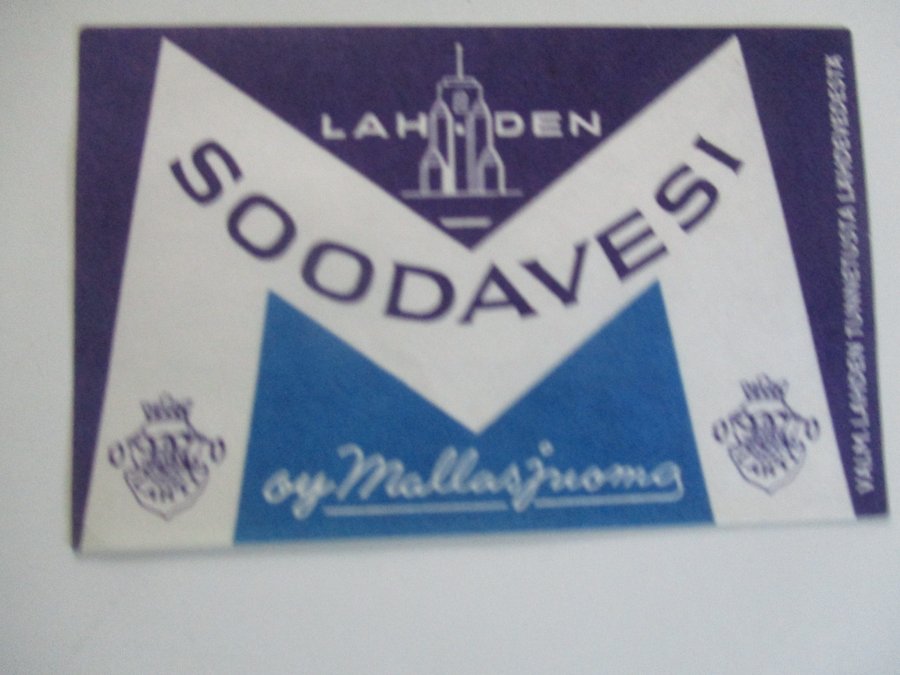 LAHDEN
SOODAVESI
oy Mallasjuoma
VALM. LAHDEN TUNNETUSTA LÄHDEVEDESTÄ